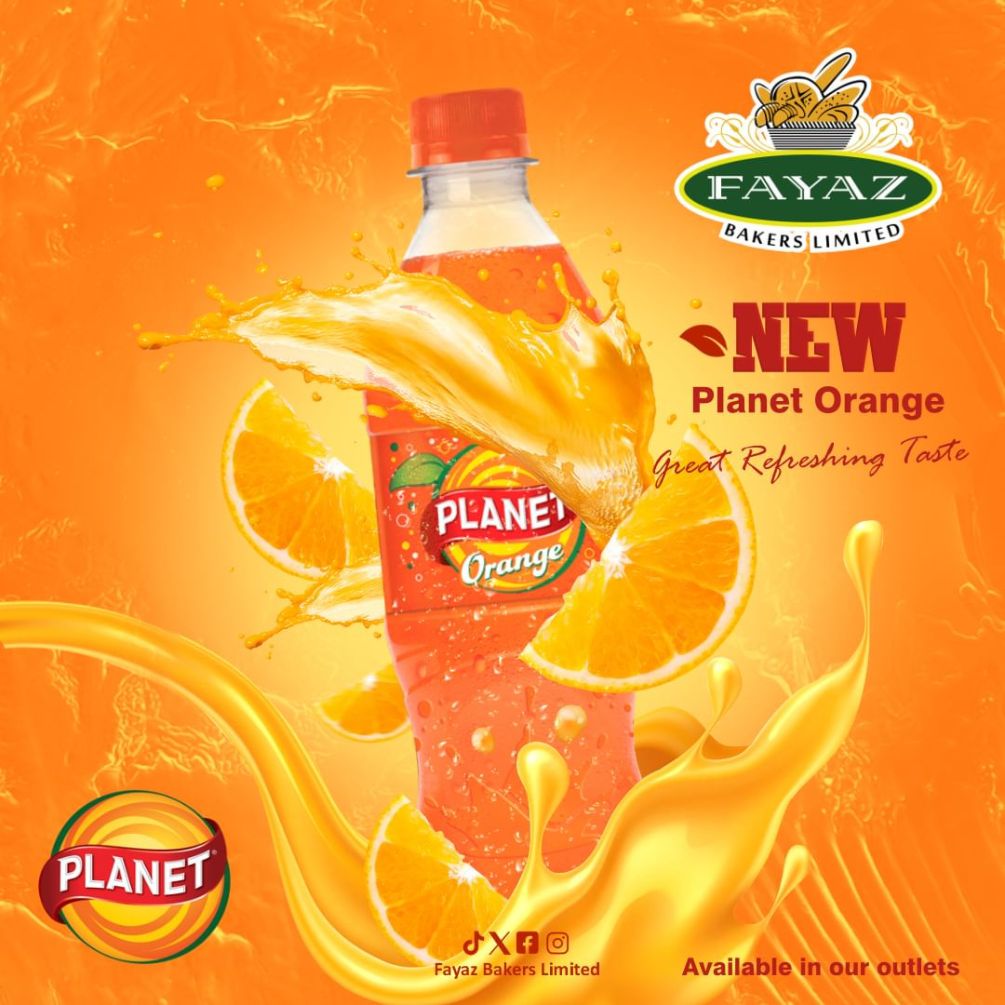 FAYAZ
BAKERS LIMITED
NEW
Planet Orange
Great Refreshing Taste
PLANET
Orange
PLANET
Fayaz Bakers Limited
Available in our outlets